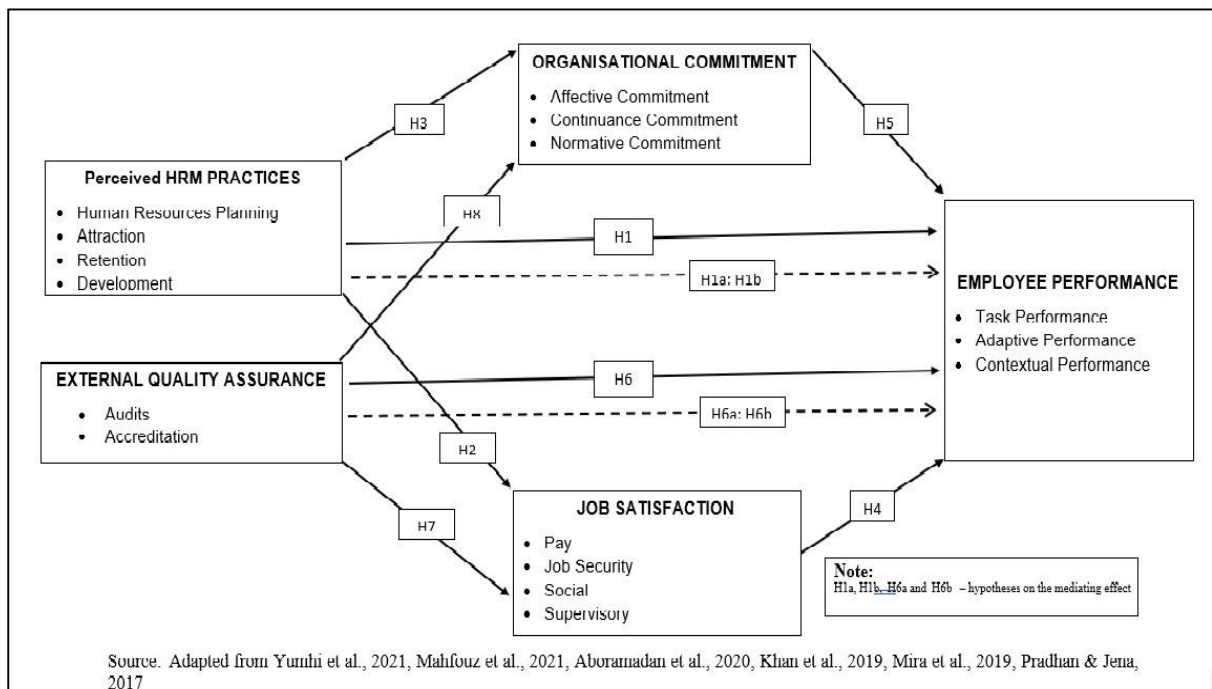 ORGANISATIONAL COMMITMENT
• Affective Commitment
• Continuance Commitment
• Normative Commitment
H3
H5
Perceived HRM PRACTICES
• Human Resources Planning
• Attraction
• Retention
• Development
H8
H1
H1a; H1b
EMPLOYEE PERFORMANCE
• Task Performance
• Adaptive Performance
• Contextual Performance
EXTERNAL QUALITY ASSURANCE
• Audits
• Accreditation
H6
H6a; H6b
H2
H7
JOB SATISFACTION
• Pay
• Job Security
• Social
• Supervisory
H4
Note:
H1a, H1b, H6a and H6b – hypotheses on the mediating effect
Source. Adapted from Yumhi et al., 2021, Mahfouz et al., 2021, Aboramadan et al., 2020, Khan et al., 2019, Mira et al., 2019, Pradhan & Jena,
2017